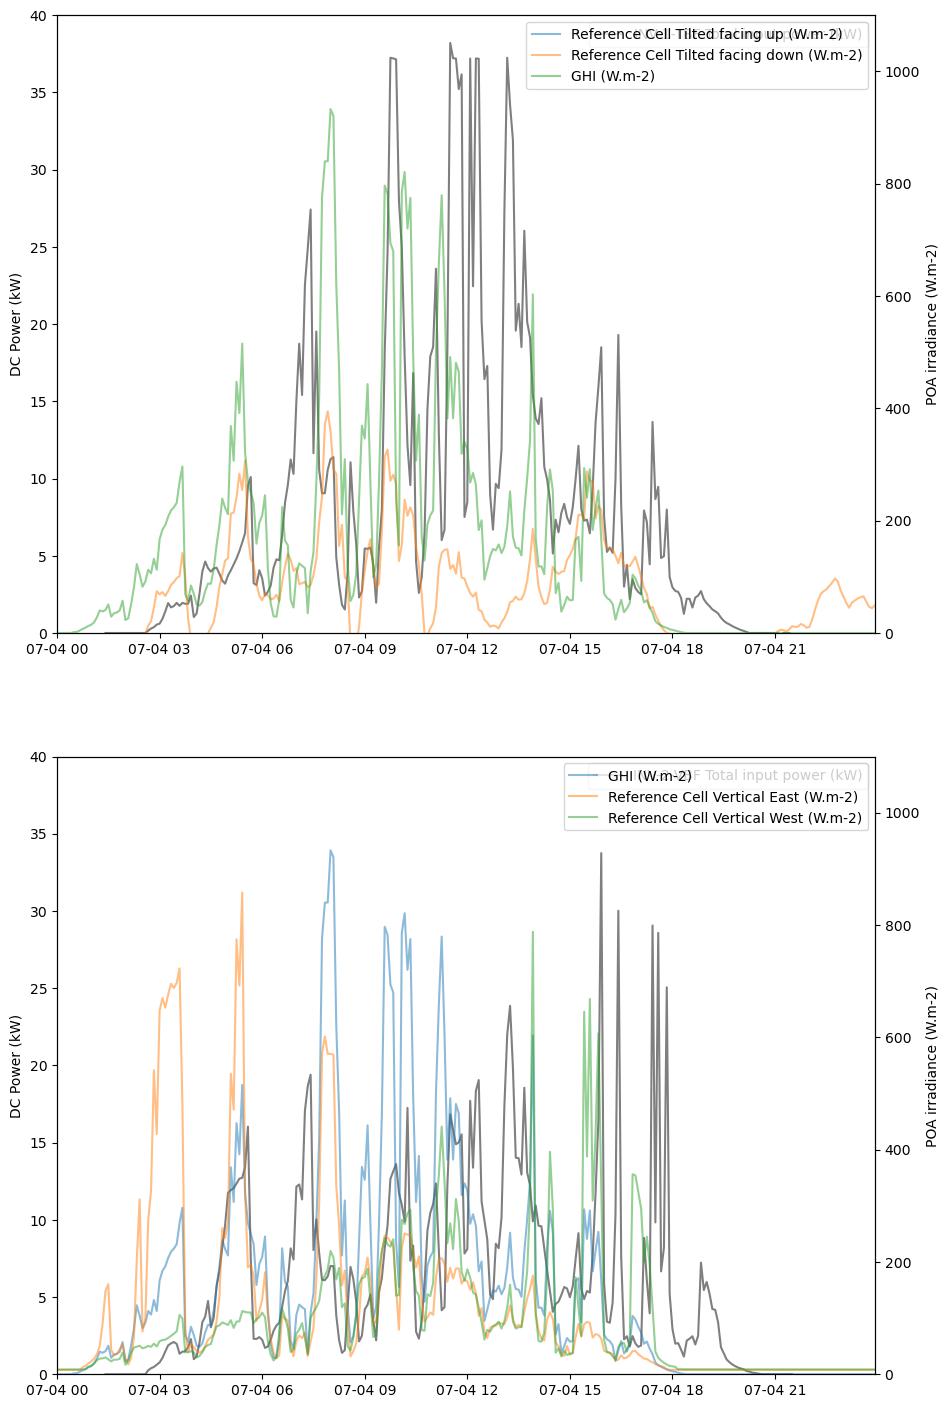 40
35
30
25
20
15
10
5
0
DC Power (kW)
Reference Cell Tilted facing up (W.m-2)
Reference Cell Tilted facing down (W.m-2)
GHI (W.m-2)
1000
800
600
400
200
0
POA irradiance (W.m-2)
07-04 00 07-04 03 07-04 06 07-04 09 07-04 12 07-04 15 07-04 18 07-04 21
40
35
30
25
20
15
10
5
0
DC Power (kW)
Total input power (kW)
GHI (W.m-2)
Reference Cell Vertical East (W.m-2)
Reference Cell Vertical West (W.m-2)
1000
800
600
400
200
0
POA irradiance (W.m-2)
07-04 00 07-04 03 07-04 06 07-04 09 07-04 12 07-04 15 07-04 18 07-04 21